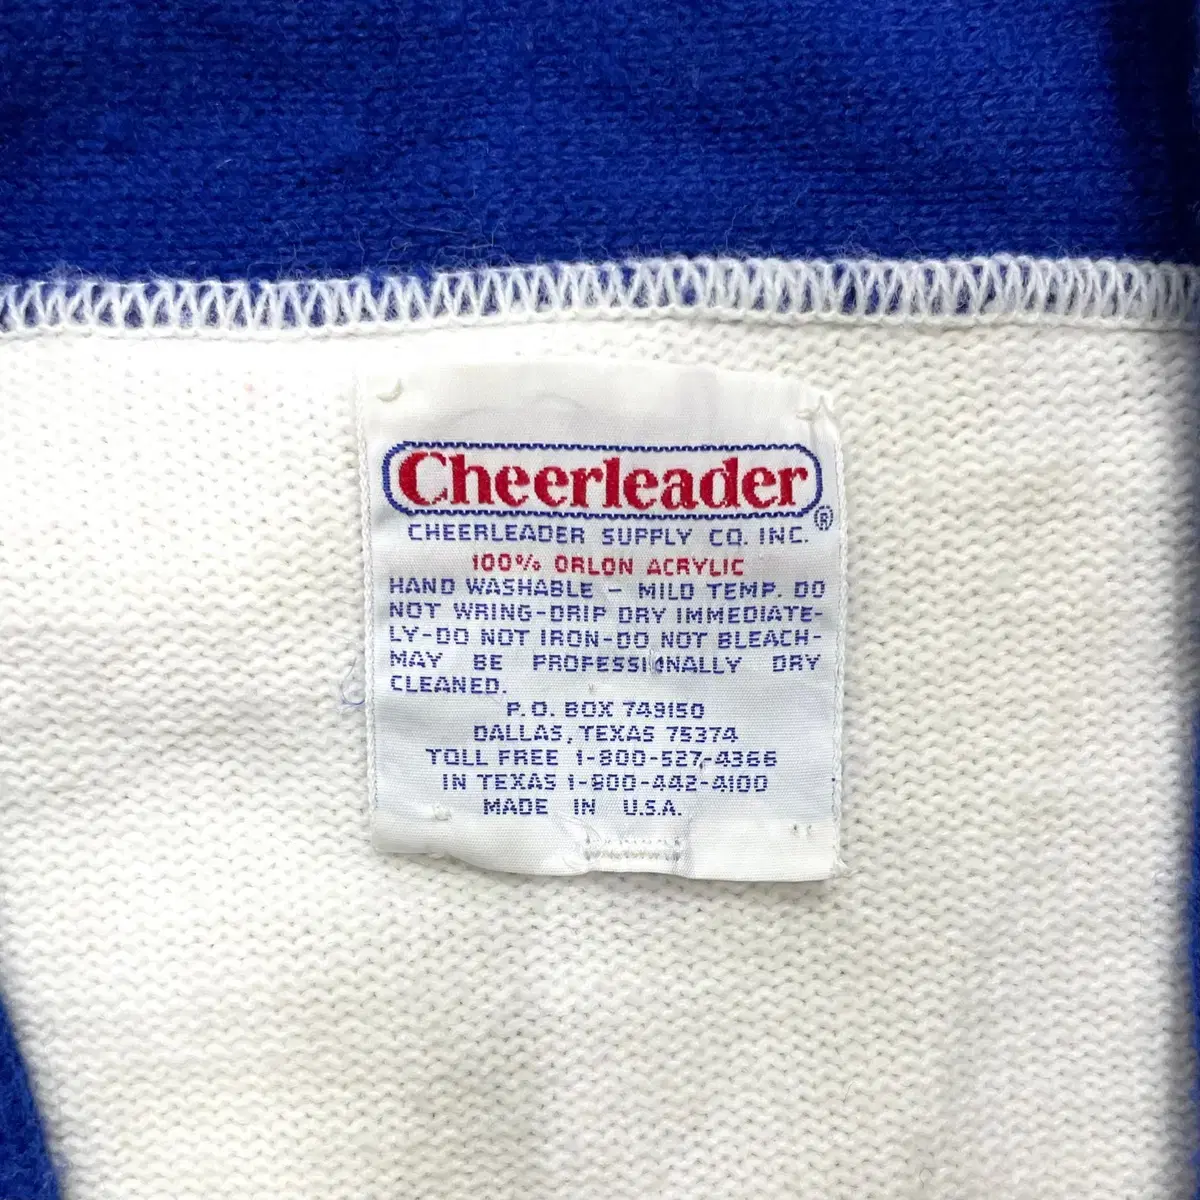 Cheerleader
®
CHEERLEADER SUPPLY CO. INC.
100% ORLON ACRYLIC
HAND WASHABLE - MILD TEMP. DO
NOT WRING-DRIP DRY IMMEDIATE-
LY-DO NOT IRON-DO NOT BLEACH-
MAY BE PROFESSIONALLY DRY
CLEANED.
P.O. BOX 749150
DALLAS, TEXAS 75374
TOLL FREE 1-800-527-4366
IN TEXAS 1-800-442-4100
MADE IN U.S.A.